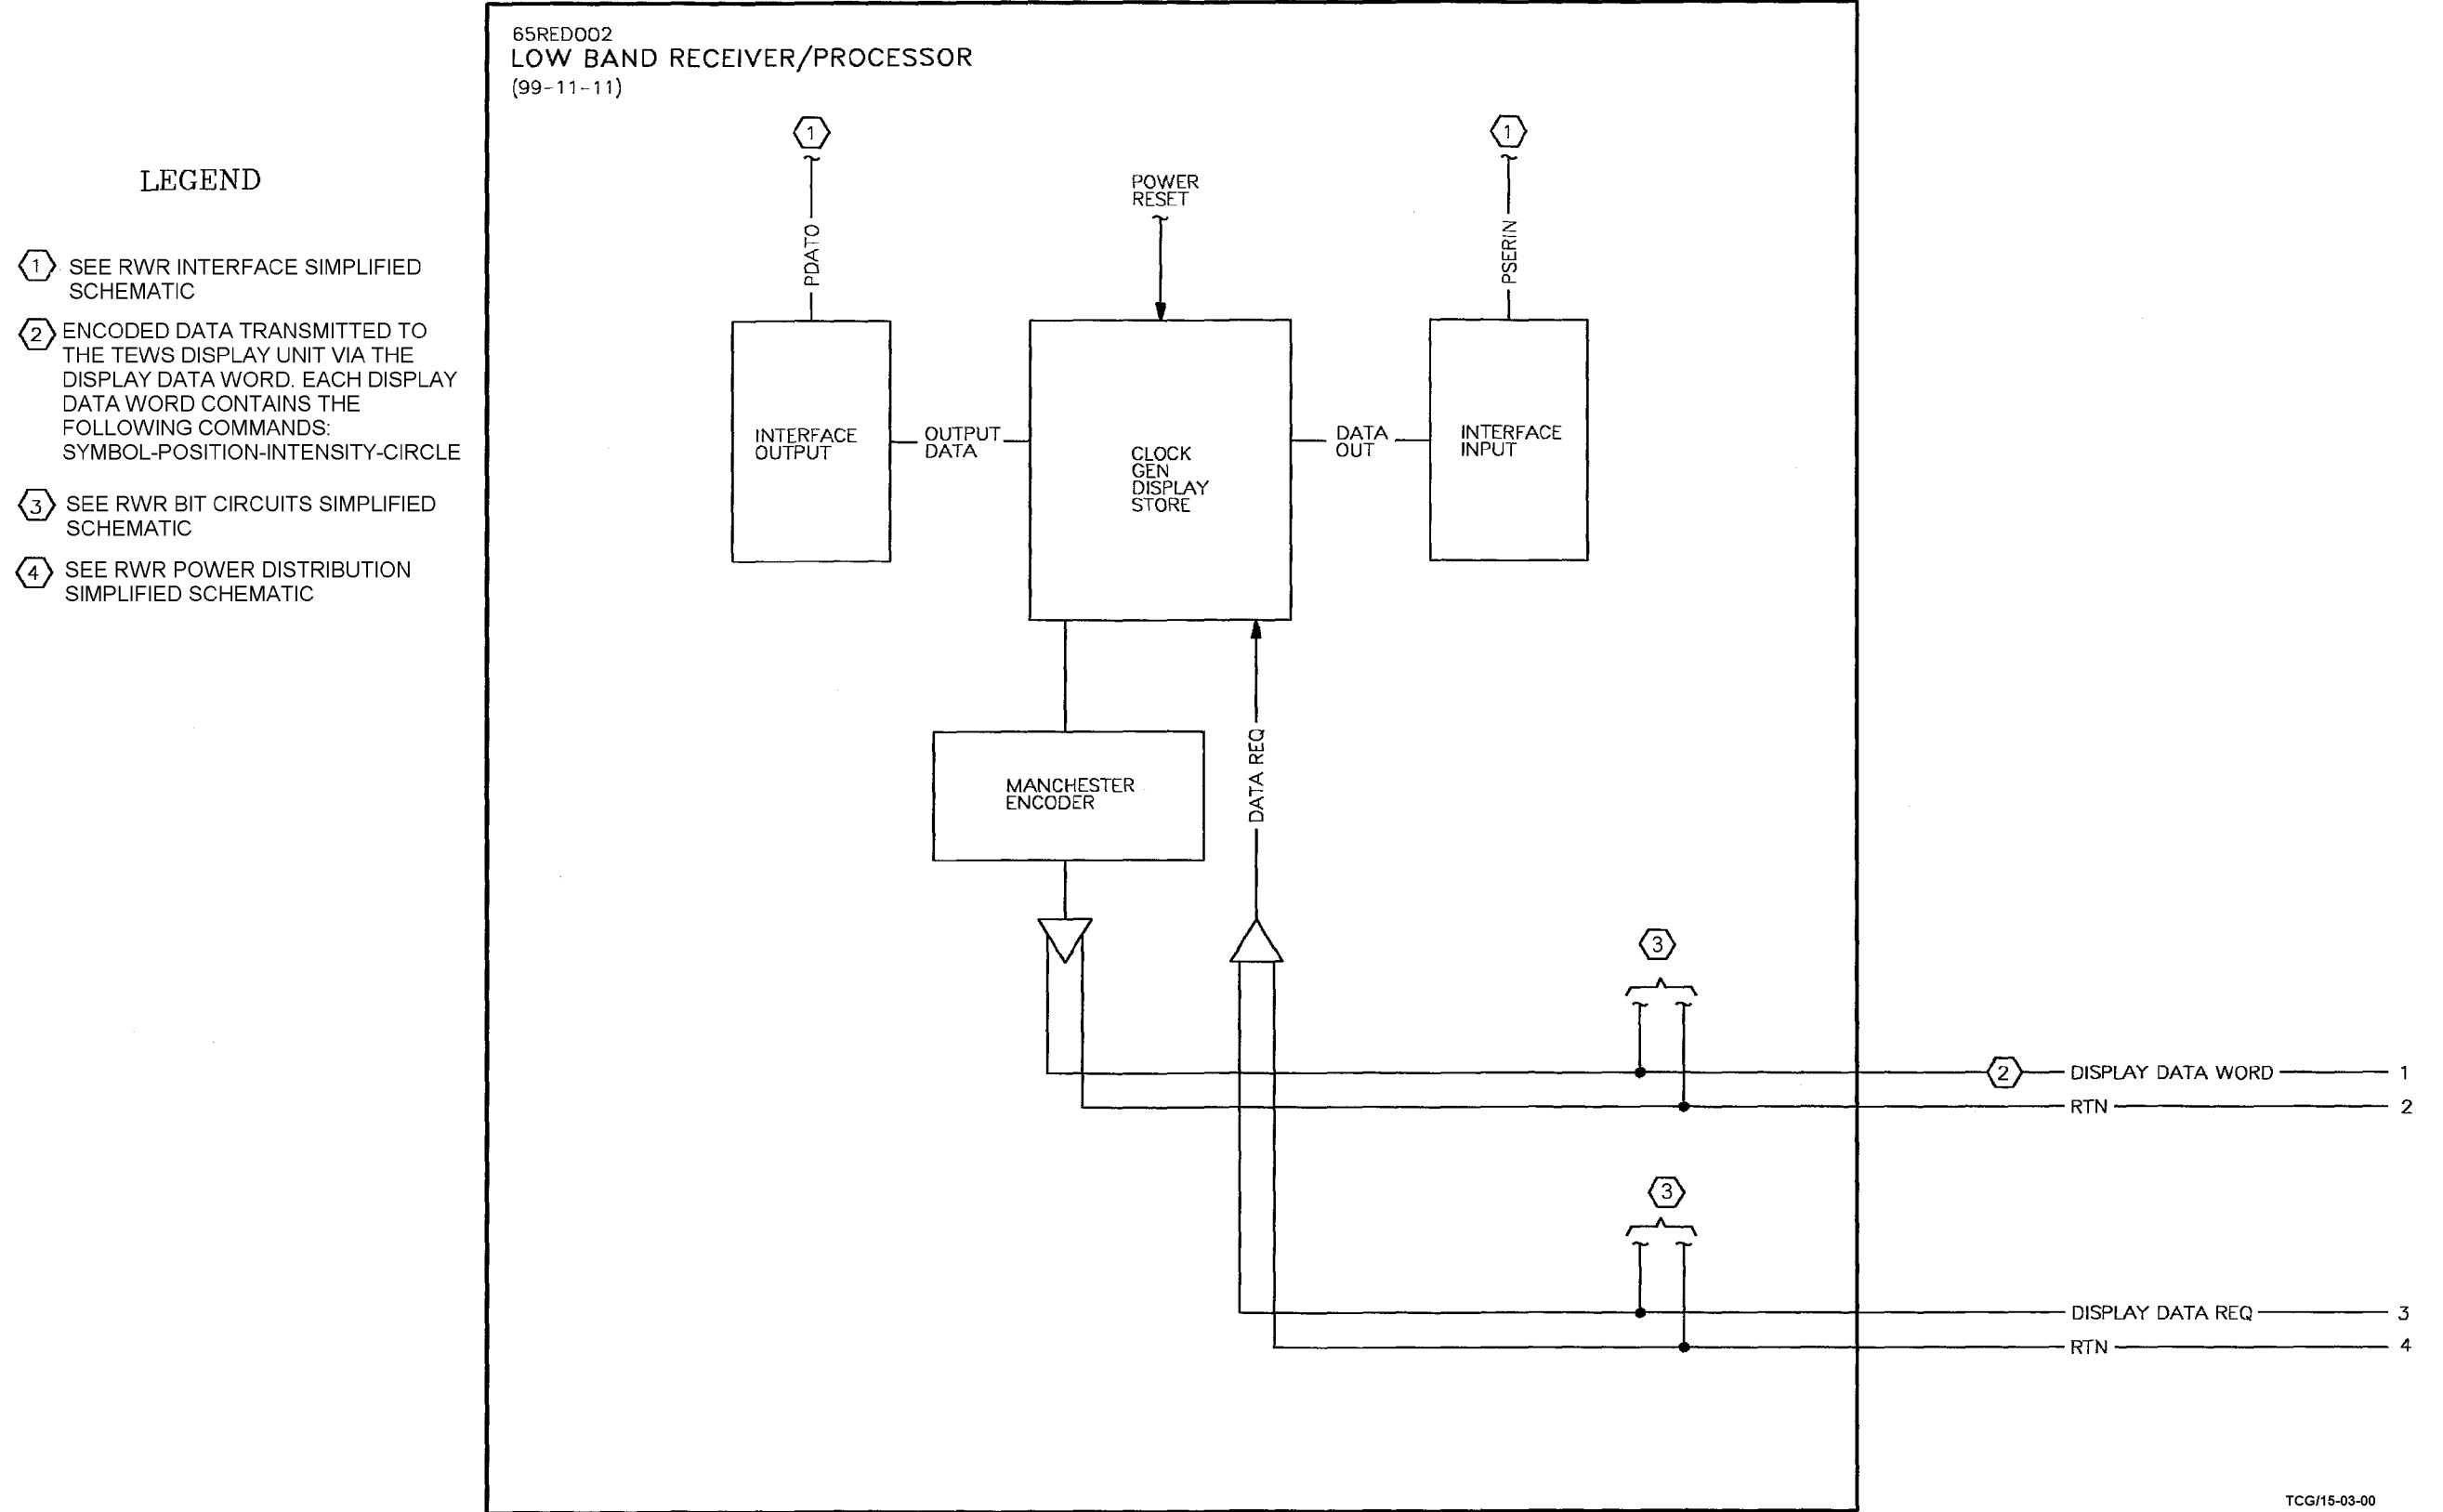 65RED002
LOW BAND RECEIVER/PROCESSOR
(99-11-11)
LEGEND
1 SEE RWR INTERFACE SIMPLIFIED
SCHEMATIC
2 ENCODED DATA TRANSMITTED TO
THE TEWS DISPLAY UNIT VIA THE
DISPLAY DATA WORD. EACH DISPLAY
DATA WORD CONTAINS THE
FOLLOWING COMMANDS:
SYMBOL-POSITION-INTENSITY-CIRCLE
3 SEE RWR BIT CIRCUITS SIMPLIFIED
SCHEMATIC
4 SEE RWR POWER DISTRIBUTION
SIMPLIFIED SCHEMATIC
1
1
POWER
RESET
PDATO
PSERIN
INTERFACE
OUTPUT
OUTPUT
DATA
CLOCK
GEN
DISPLAY
STORE
DATA
OUT
INTERFACE
INPUT
MANCHESTER
ENCODER
DATA REQ
3
2 DISPLAY DATA WORD 1
RTN 2
3
DISPLAY DATA REQ 3
RTN 4
TCG/15-03-00